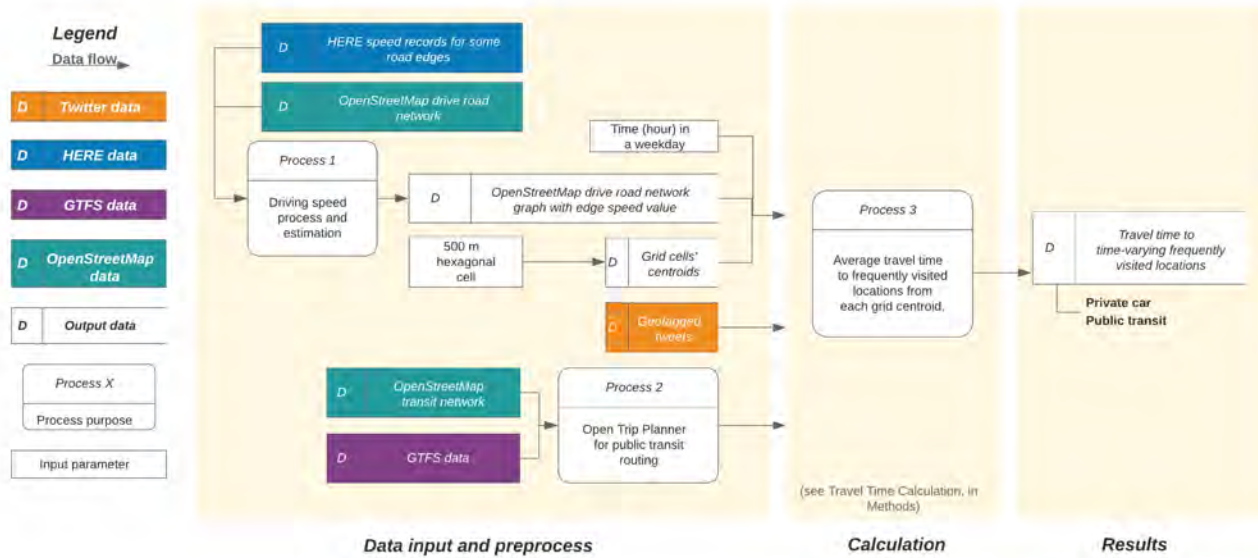 Legend
Data flow
D Twitter data
D HERE data
D GTFS data
D OpenStreetMap
data
D Output data
Process X
Process purpose
Input parameter
D HERE speed records for some
road edges
D OpenStreetMap drive road
network
Time (hour) in
a weekday
Process 1
Driving speed
process and
estimation
D OpenStreetMap drive road network
graph with edge speed value
500 m
hexagonal
cell
D Grid cells'
centroids
D Geotagged
tweets
D OpenStreetMap
transit network
D GTFS data
Process 2
Open Trip Planner
for public transit
routing
Data input and preprocess
Process 3
Average travel time
to frequently visited
locations from
each grid centroid.
(see Travel Time Calculation, in
Methods)
Calculation
D Travel time to
time-varying frequently
visited locations
Private car
Public transit
Results